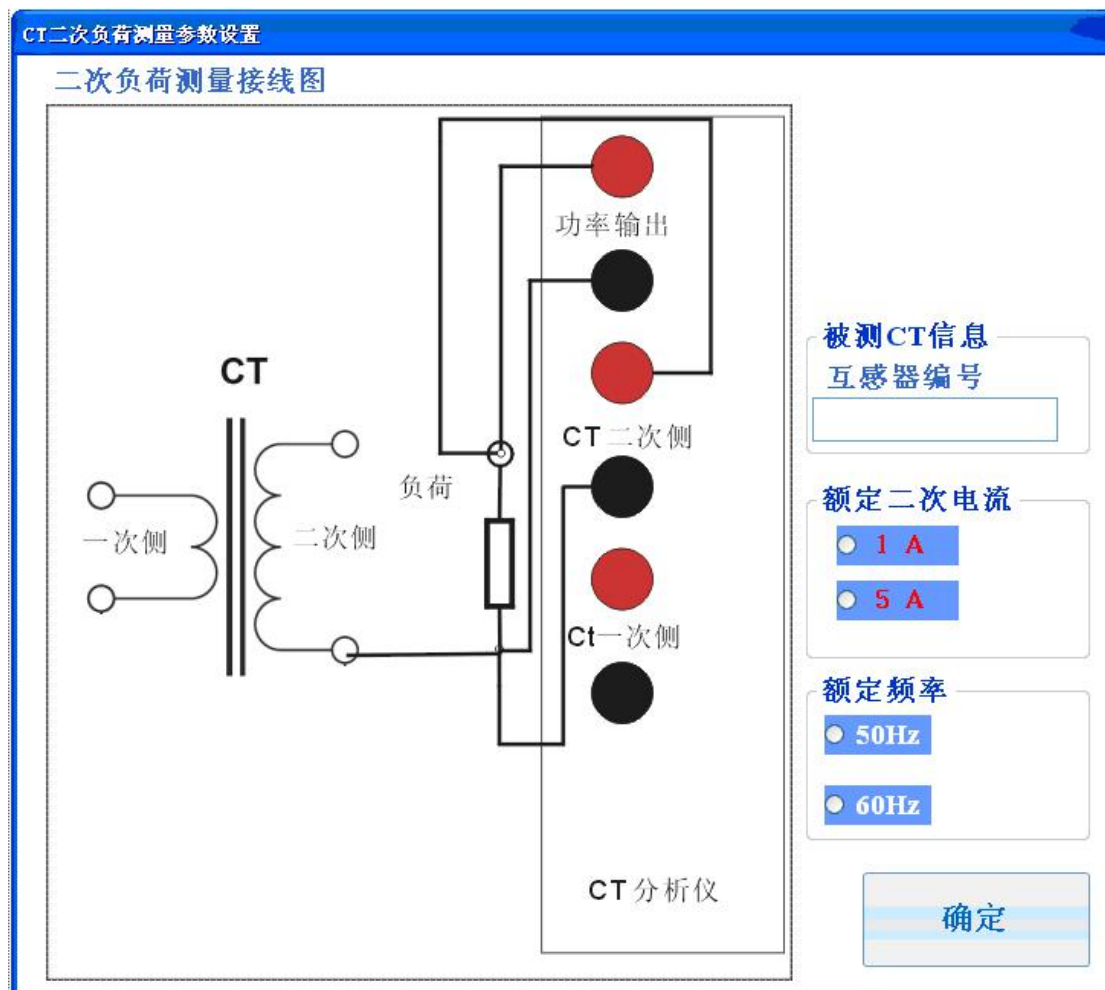 CT二次负荷测量参数设置
二次负荷测量接线图
功率输出
CT
CT二次侧
负荷
一次侧
二次侧
Ct一次侧
CT分析仪
被测CT信息
互感器编号
额定二次电流
1 A
5 A
额定频率
50Hz
60Hz
确定